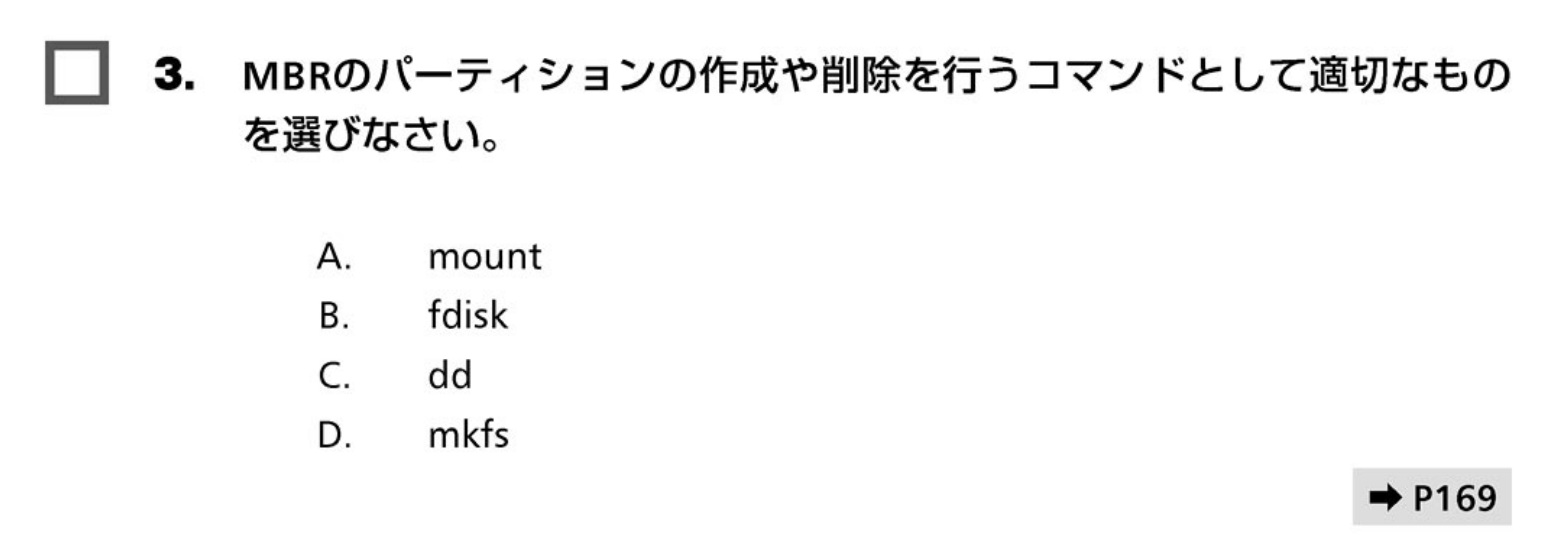 3. MBRのパーティションの作成や削除を行うコマンドとして適切なもの
を選びなさい。
A. mount
B. fdisk
C. dd
D. mkfs
➡ P169